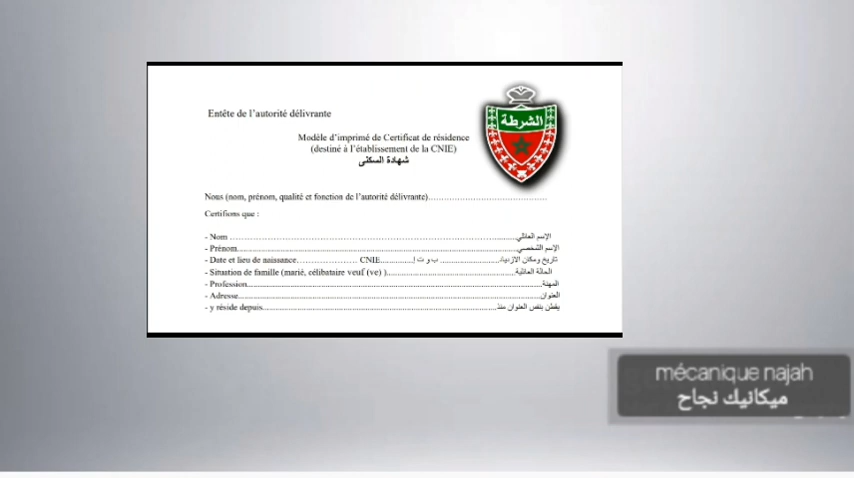 Entête de l'autorité délivrante
الشرطة
Modèle d'imprimé de Certificat de résidence
(destiné à l'établissement de la CNIE)
شهادة السكنى
Nous (nom, prénom, qualité et fonction de l'autorité délivrante)...............................................
Certifions que :
- Nom ...............................................الإسم العائلي
- Prénom...............................................الإسم الشخصي
- Date et lieu de naissance.................... CNIE............ ب و ت إ .....................تاريخ ومكان الازدياد
- Situation de famille (marié, célibataire veuf (ve) )...............................................الحالة العائلية
- Profession...............................................المهنة
- Adresse...............................................العنوان
- y réside depuis...............................................يقطن بنفس العنوان منذ
mécanique najah
ميكانيك نجاح